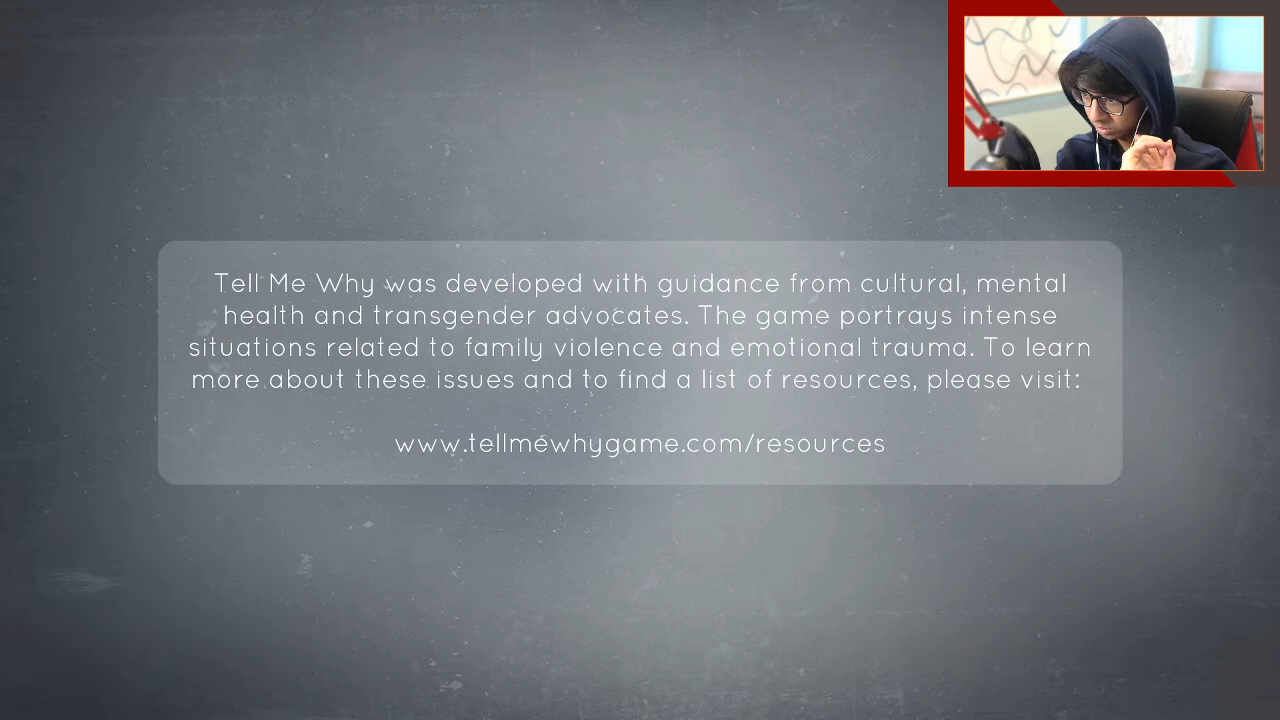 Tell Me Why was developed with guidance from cultural, mental
health and transgender advocates. The game portrays intense
situations related to family violence and emotional trauma. To learn
more about these issues and to find a list of resources, please visit:
www.tellmewhygame.com/resources